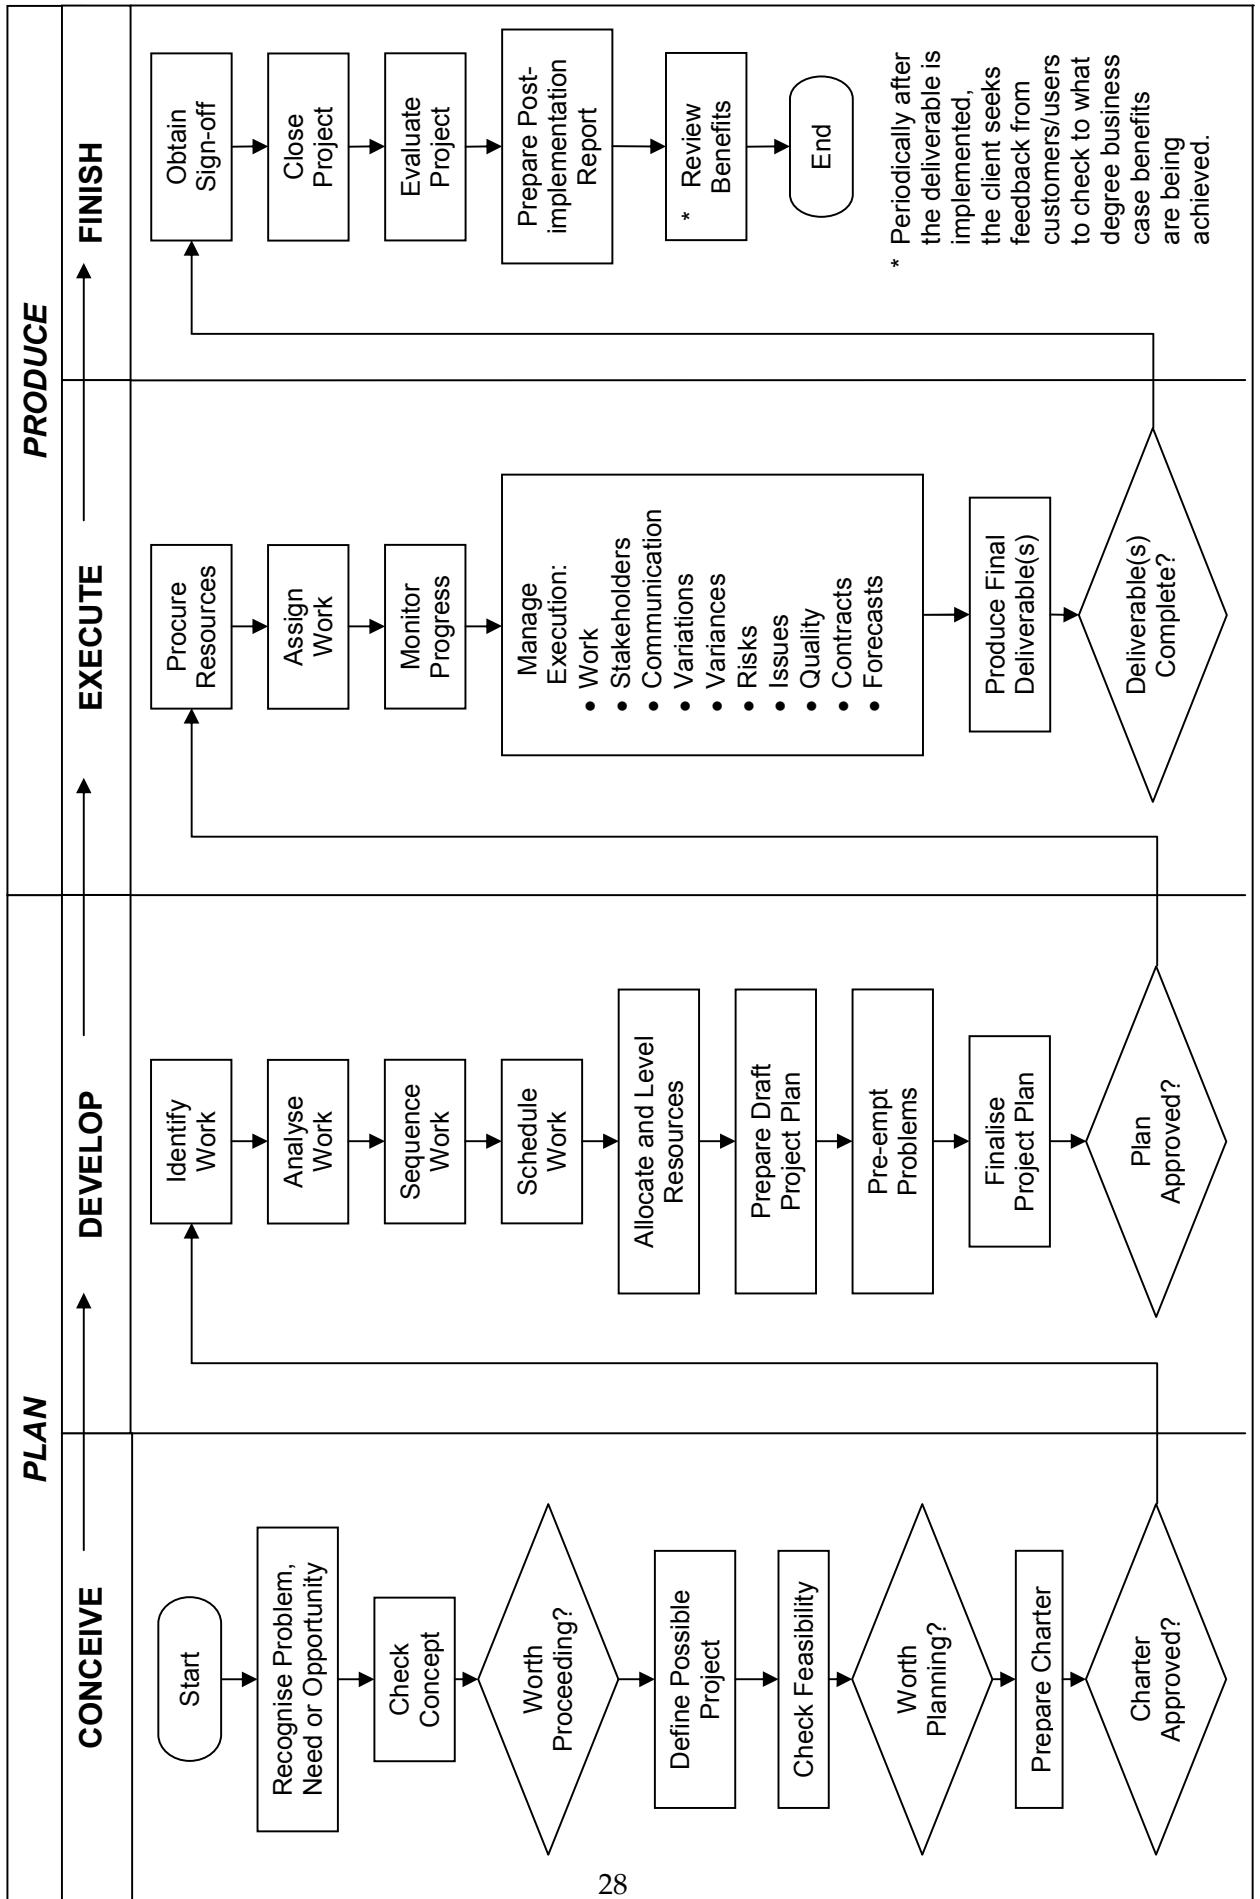 PLAN
PRODUCE
CONCEIVE
DEVELOP
EXECUTE
FINISH
Start
Recognise Problem,
Need or Opportunity
Check
Concept
Worth
Proceeding?
Define Possible
Project
Check Feasibility
Worth
Planning?
Prepare Charter
Charter
Approved?
Identify
Work
Analyse
Work
Sequence
Work
Schedule
Work
Allocate and Level
Resources
Prepare Draft
Project Plan
Pre-empt
Problems
Finalise
Project Plan
Plan
Approved?
Procure
Resources
Assign
Work
Monitor
Progress
Manage
Execution:
• Work
• Stakeholders
• Communication
• Variations
• Variances
• Risks
• Issues
• Quality
• Contracts
• Forecasts
Produce Final
Deliverable(s)
Deliverable(s)
Complete?
Obtain
Sign-off
Close
Project
Evaluate
Project
Prepare Post-
implementation
Report
* Review
Benefits
End
* Periodically after
the deliverable is
implemented,
the client seeks
feedback from
customers/users
to check to what
degree business
case benefits
are being
achieved.
28